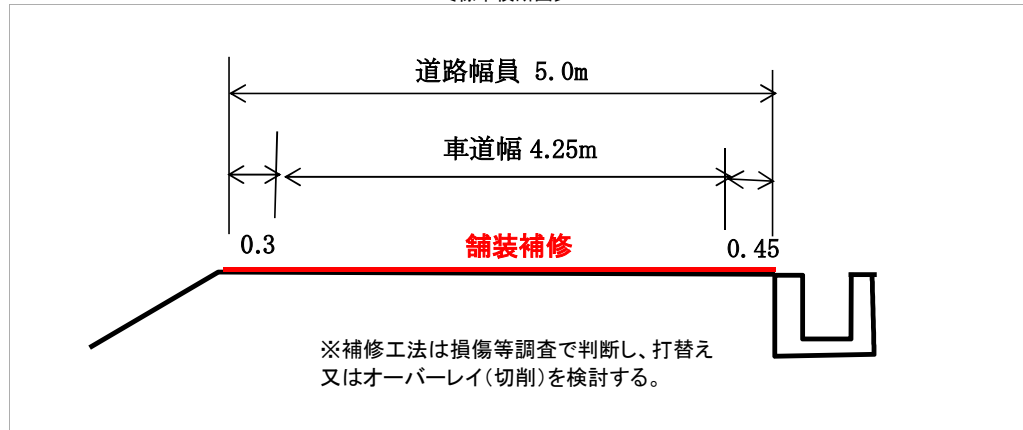 道路幅員 5.0m
車道幅 4.25m
0.3
舗装補修
0.45
※補修工法は損傷等調査で判断し、打替え
又はオーバーレイ(切削)を検討する。